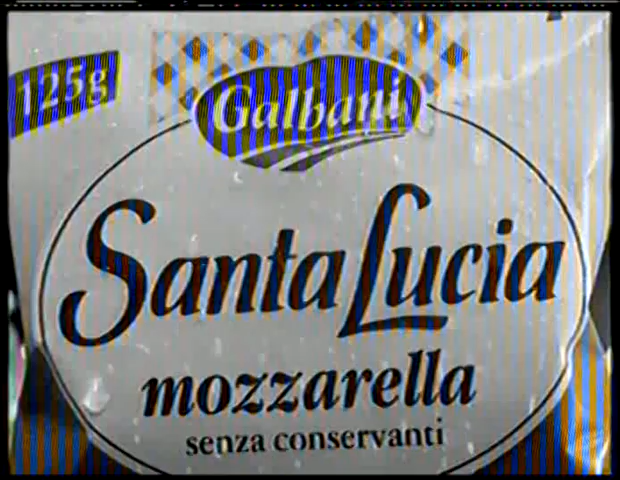 125g
Galbani
Santa Lucia
mozzarella
senza conservanti